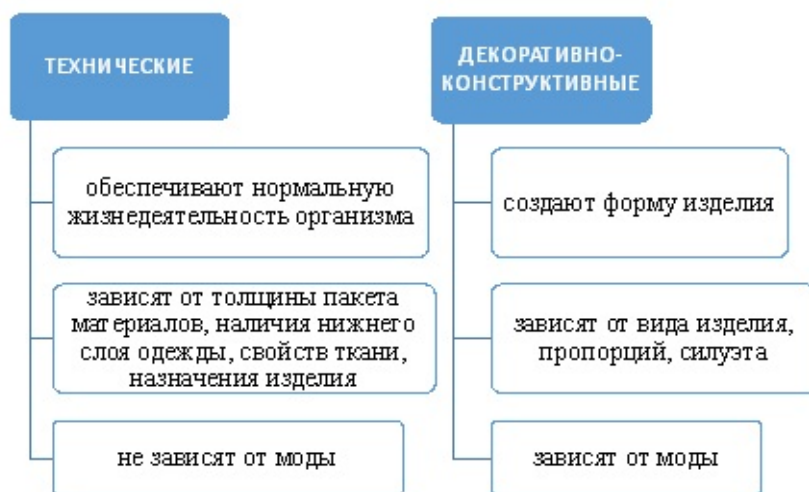 ТЕХНИЧЕСКИЕ
обеспечивают нормальную
жизнедеятельность организма
зависят от толщины пакета
материалов, наличия нижнего
слоя одежды, свойств ткани,
назначения изделия
не зависят от моды
ДЕКОРАТИВНО-
КОНСТРУКТИВНЫЕ
создают форму изделия
зависят от вида изделия,
пропорций, силуэта
зависят от моды